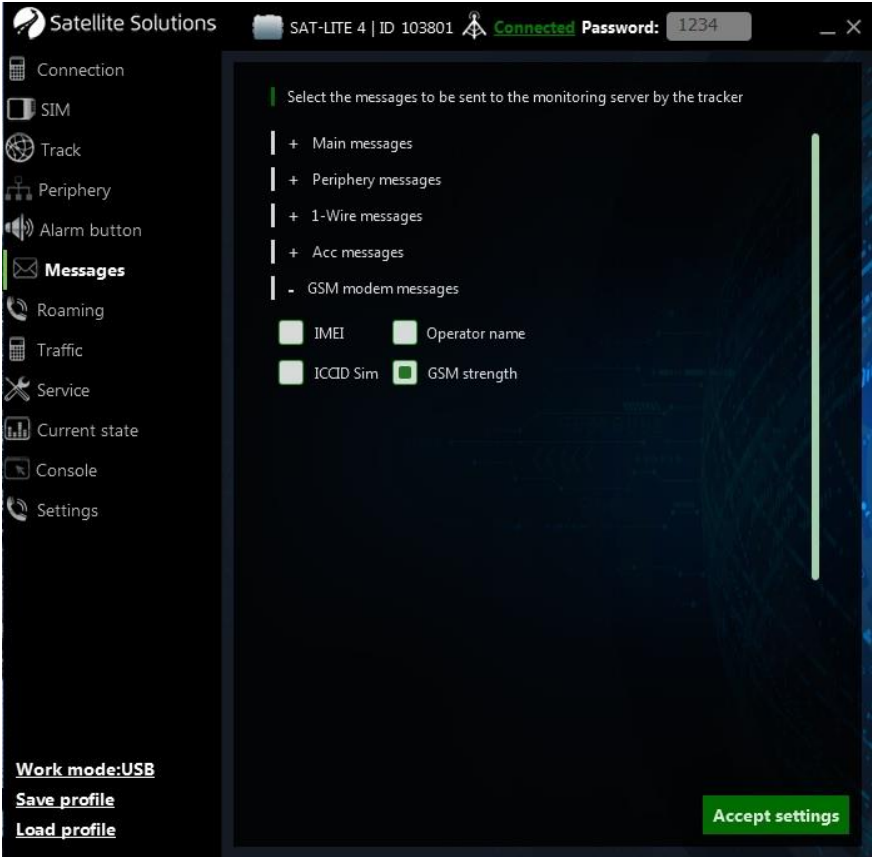 Satellite Solutions
SAT-LITE 4 | ID 103801 Connected Password: 1234
Connection
SIM
Track
Periphery
Alarm button
Messages
Roaming
Traffic
Service
Current state
Console
Settings
Work mode:USB
Save profile
Load profile
Select the messages to be sent to the monitoring server by the tracker
+ Main messages
+ Periphery messages
+ 1-Wire messages
+ Acc messages
- GSM modem messages
IMEI Operator name
ICCID Sim GSM strength
Accept settings